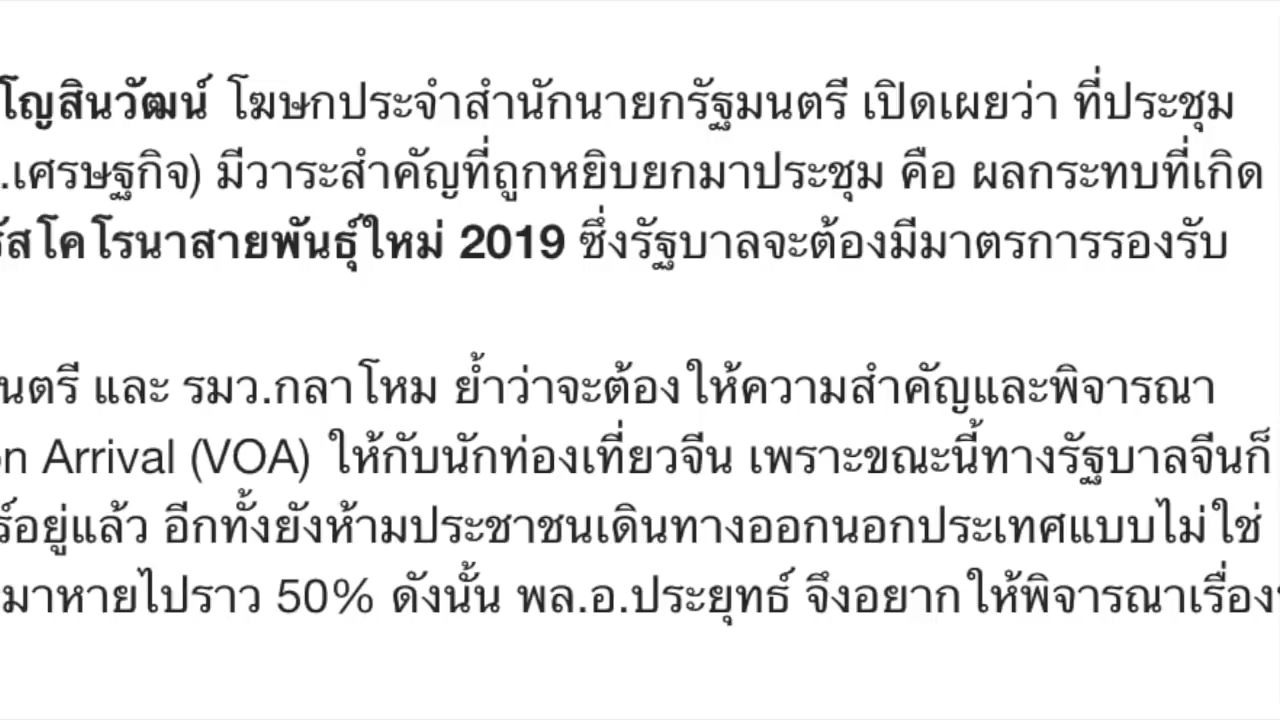 โญสินวัฒน์ โฆษกประจำสำนักนายกรัฐมนตรี เปิดเผยว่า ที่ประชุม
.เศรษฐกิจ) มีวาระสำคัญที่ถูกหยิบยกมาประชุม คือ ผลกระทบที่เกิด
รัสโคโรนาสายพันธุ์ใหม่ 2019 ซึ่งรัฐบาลจะต้องมีมาตรการรองรับ
นตรี และ รมว.กลาโหม ย้ำว่าจะต้องให้ความสำคัญและพิจารณา
on Arrival (VOA) ให้กับนักท่องเที่ยวจีน เพราะขณะนี้ทางรัฐบาลจีนก็
ร์อยู่แล้ว อีกทั้งยังห้ามประชาชนเดินทางออกนอกประเทศแบบไม่ใช่
มาหายไปราว 50% ดังนั้น พล.อ.ประยุทธ์ จึงอยากให้พิจารณาเรื่อง